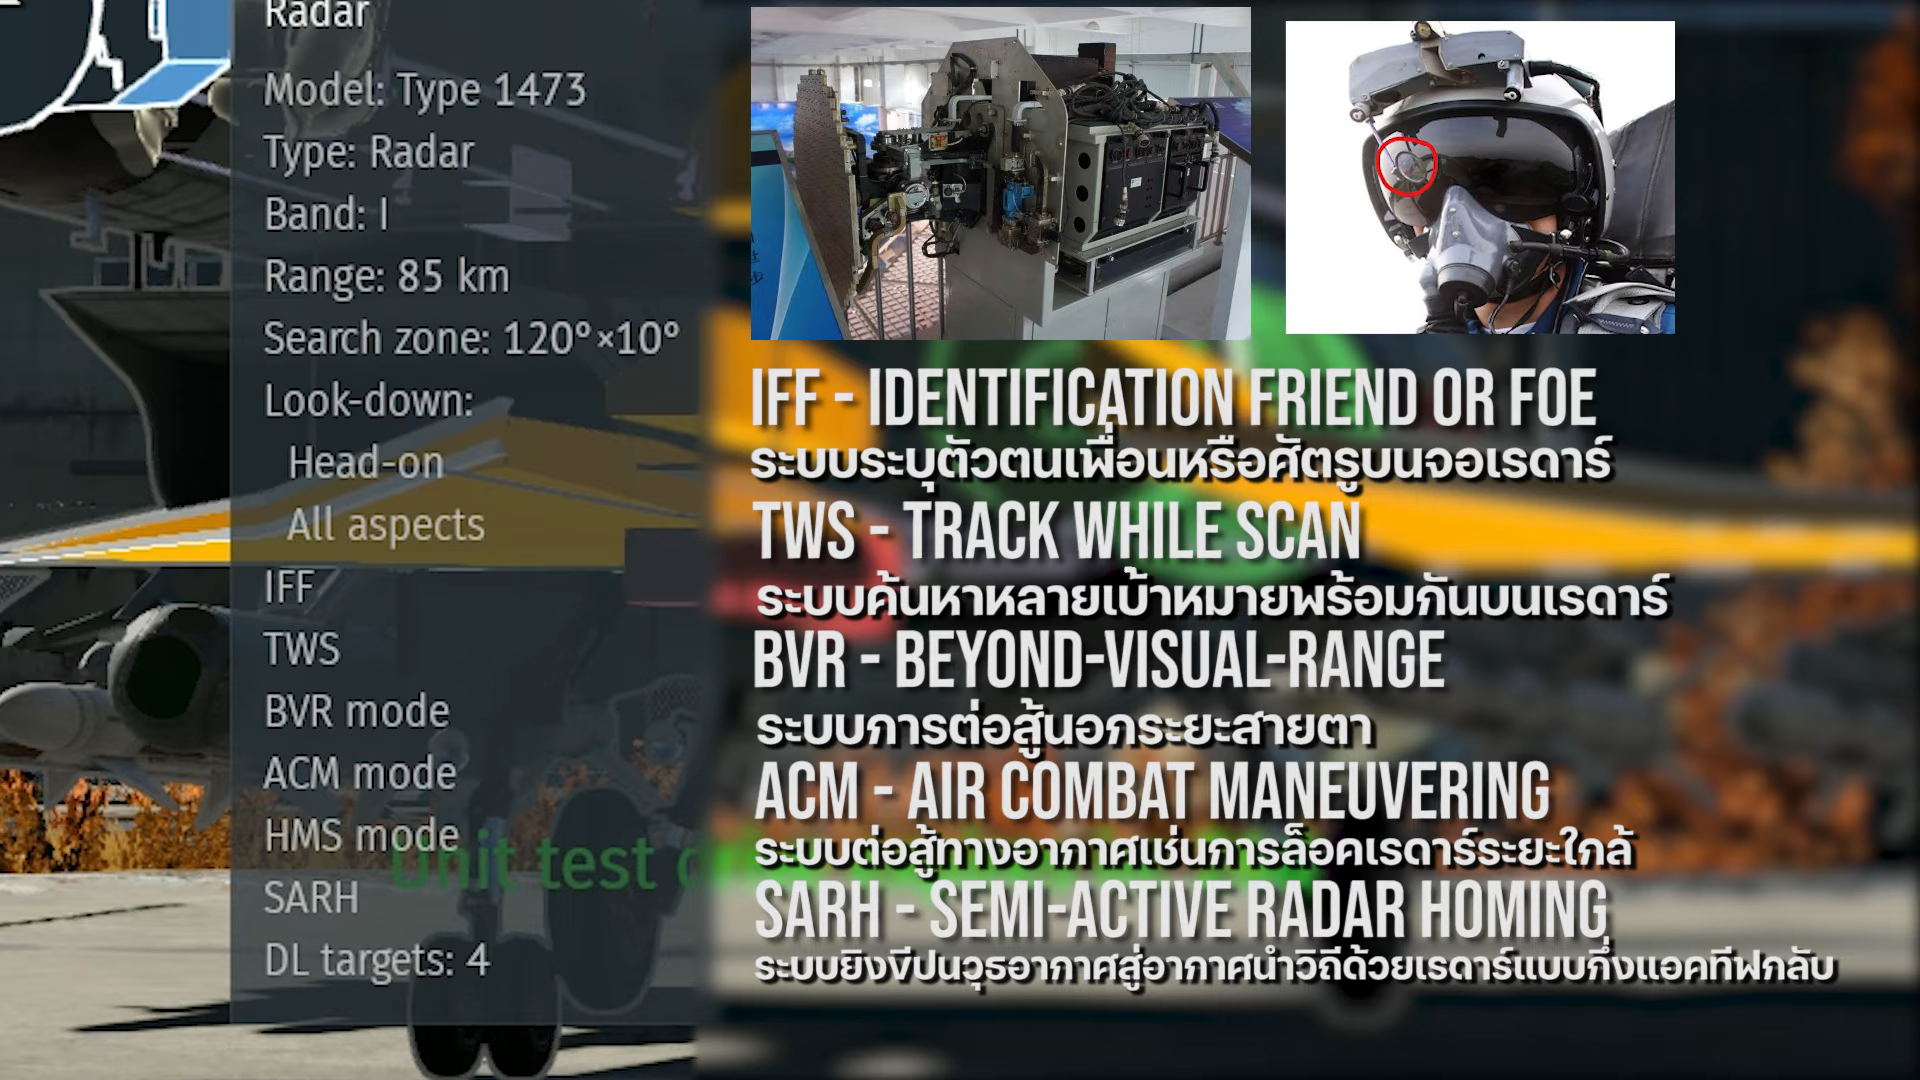 Radar
Model: Type 1473
Type: Radar
Band: I
Range: 85 km
Search zone: 120°×10°
Look-down:
Head-on
All aspects
IFF
TWS
BVR mode
ACM mode
HMS mode
SARH
DL targets: 4
Unit test
IFF - IDENTIFICATION FRIEND OR FOE
ระบบระบุตัวตนเพื่อนหรือศัตรูบนจอเรดาร์
TWS - TRACK WHILE SCAN
ระบบค้นหาหลายเป้าหมายพร้อมกันบนเรดาร์
BVR - BEYOND-VISUAL-RANGE
ระบบการต่อสู้นอกระยะสายตา
ACM - AIR COMBAT MANEUVERING
ระบบต่อสู้ทางอากาศเช่นการล็อคเรดาร์ระยะใกล้
SARH - SEMI-ACTIVE RADAR HOMING
ระบบยิงขีปนวุธอากาศสู่อากาศนำวิถีด้วยเรดาร์แบบกึ่งแอคทีฟกลับ